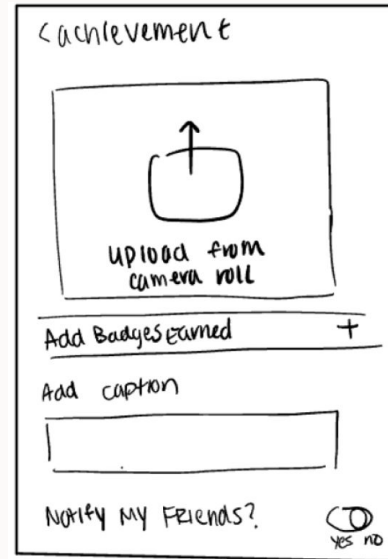 < achievement
upload from
camera roll
Add Badges Earned +
Add caption
Notify My Friends?
yes no